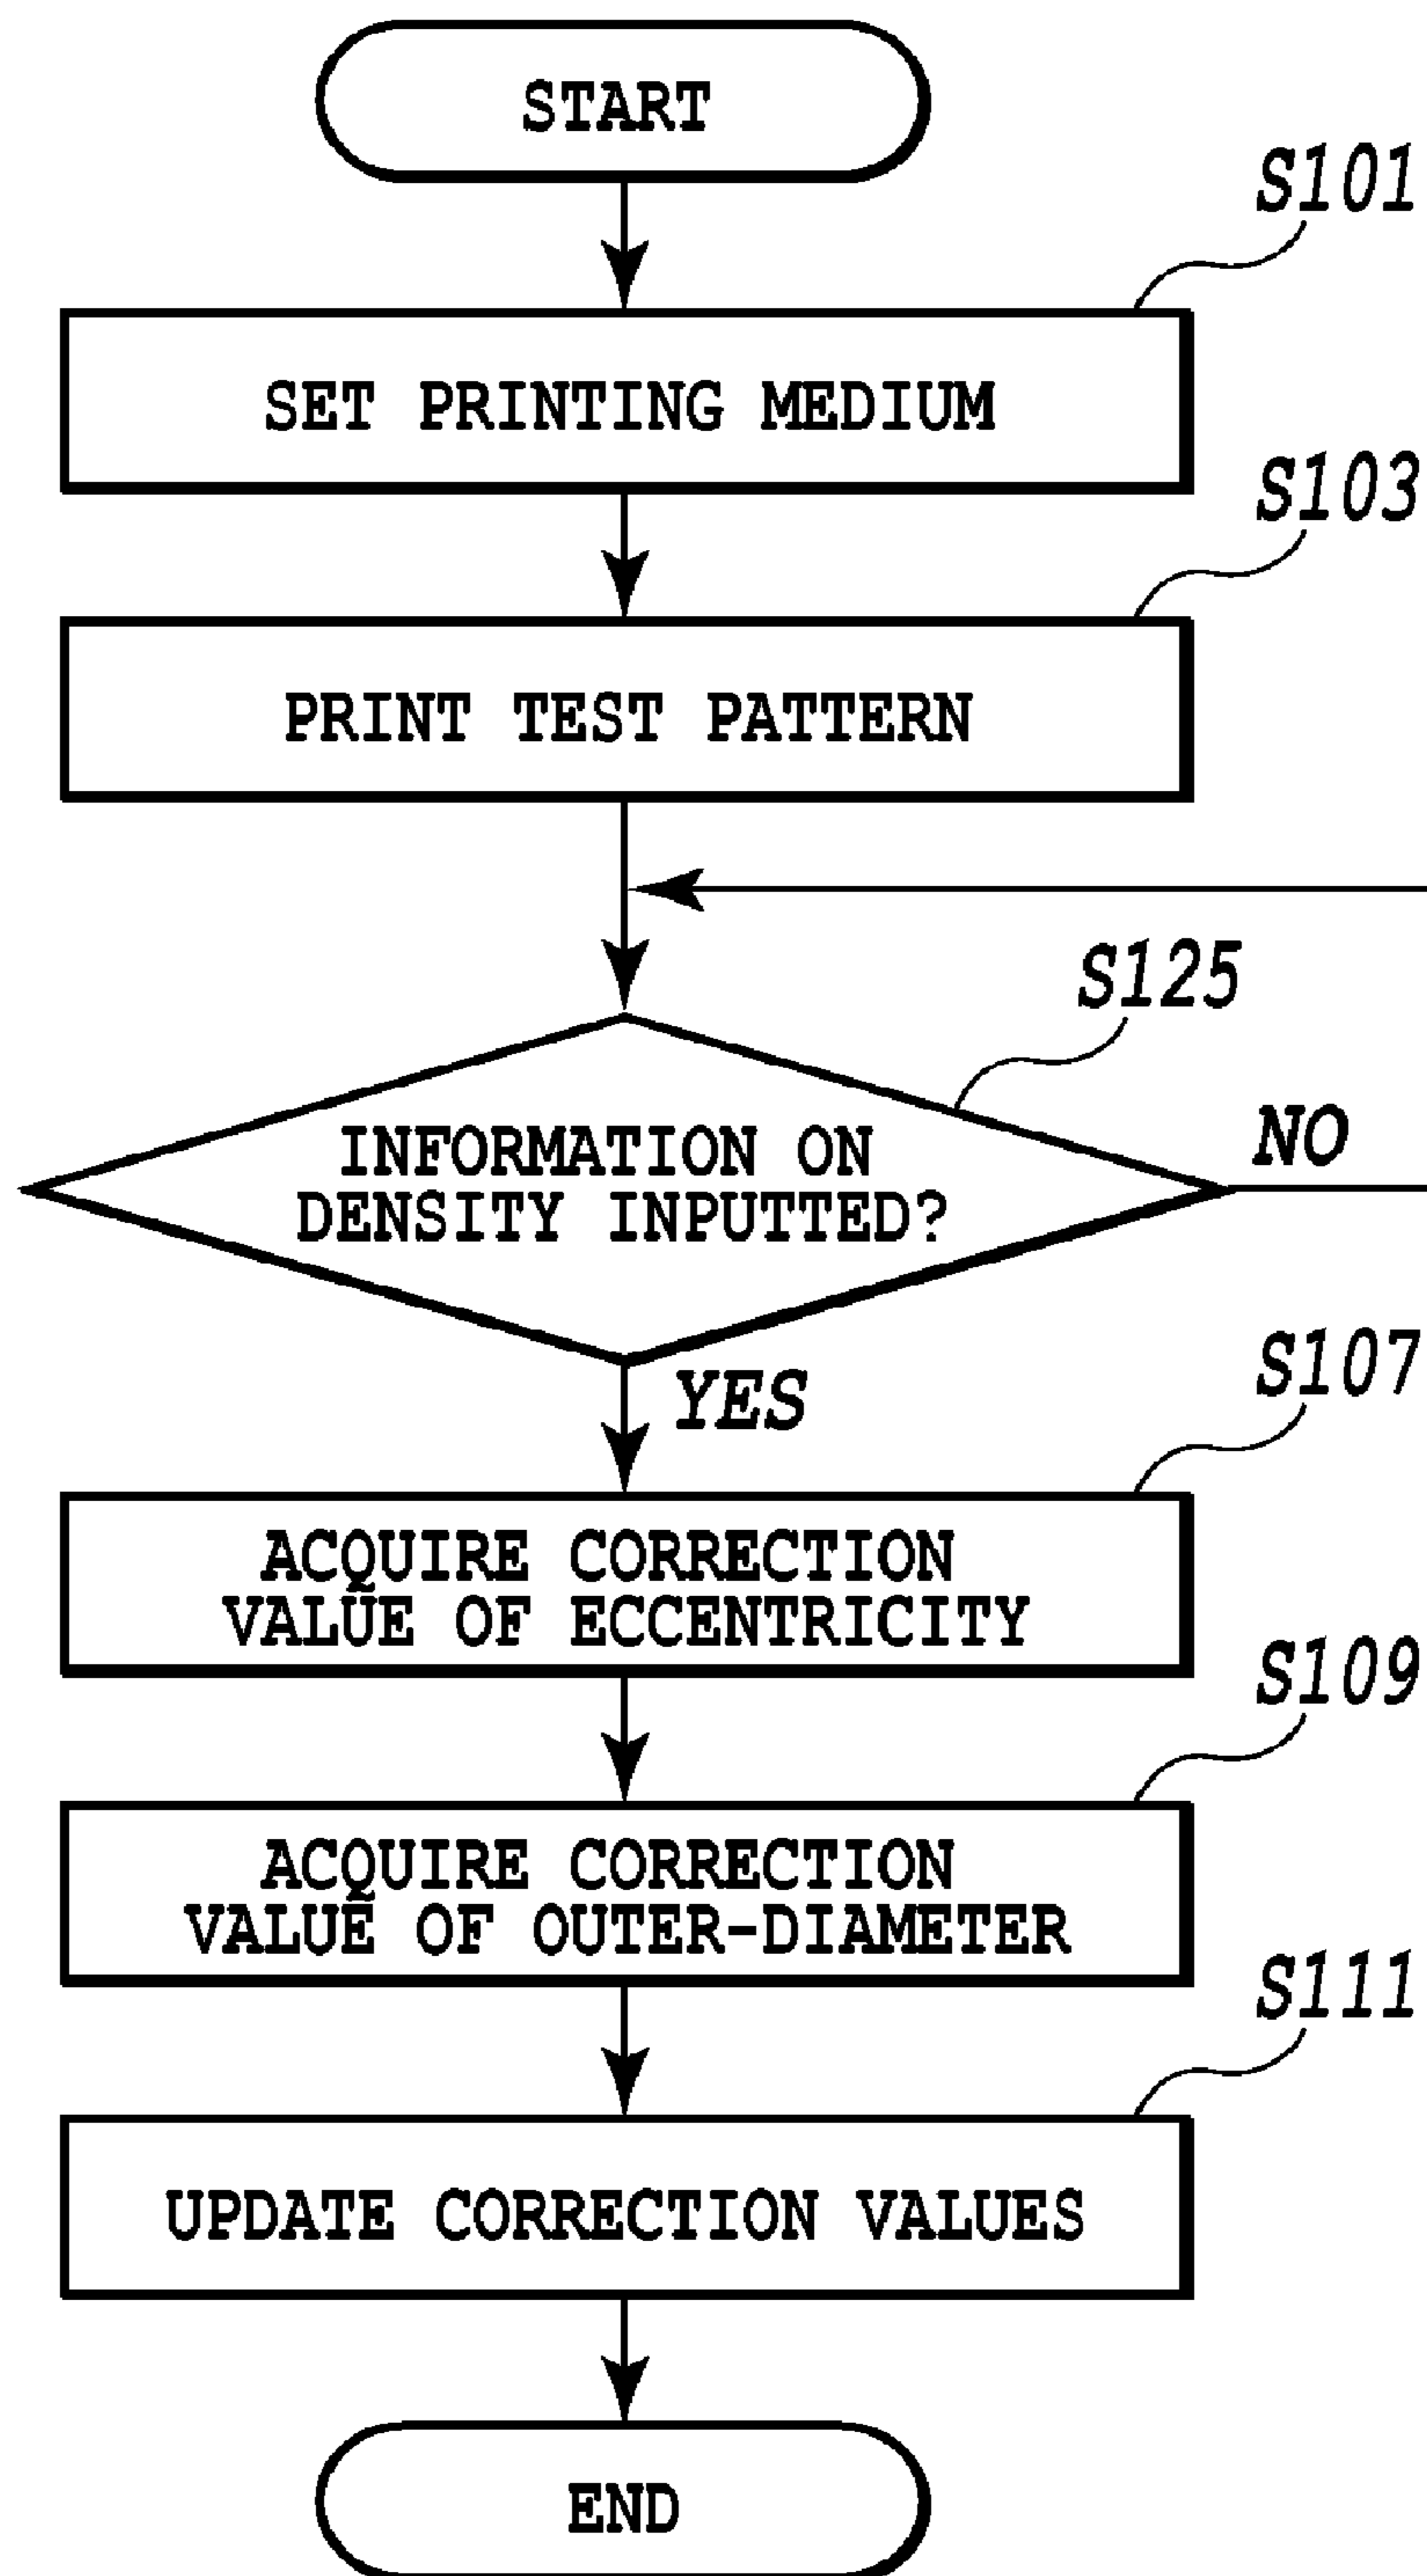 START
S101
SET PRINTING MEDIUM
S103
PRINT TEST PATTERN
S125
INFORMATION ON
DENSITY INPUTTED?
NO
YES
S107
ACQUIRE CORRECTION
VALUE OF ECCENTRICITY
S109
ACQUIRE CORRECTION
VALUE OF OUTER-DIAMETER
S111
UPDATE CORRECTION VALUES
END